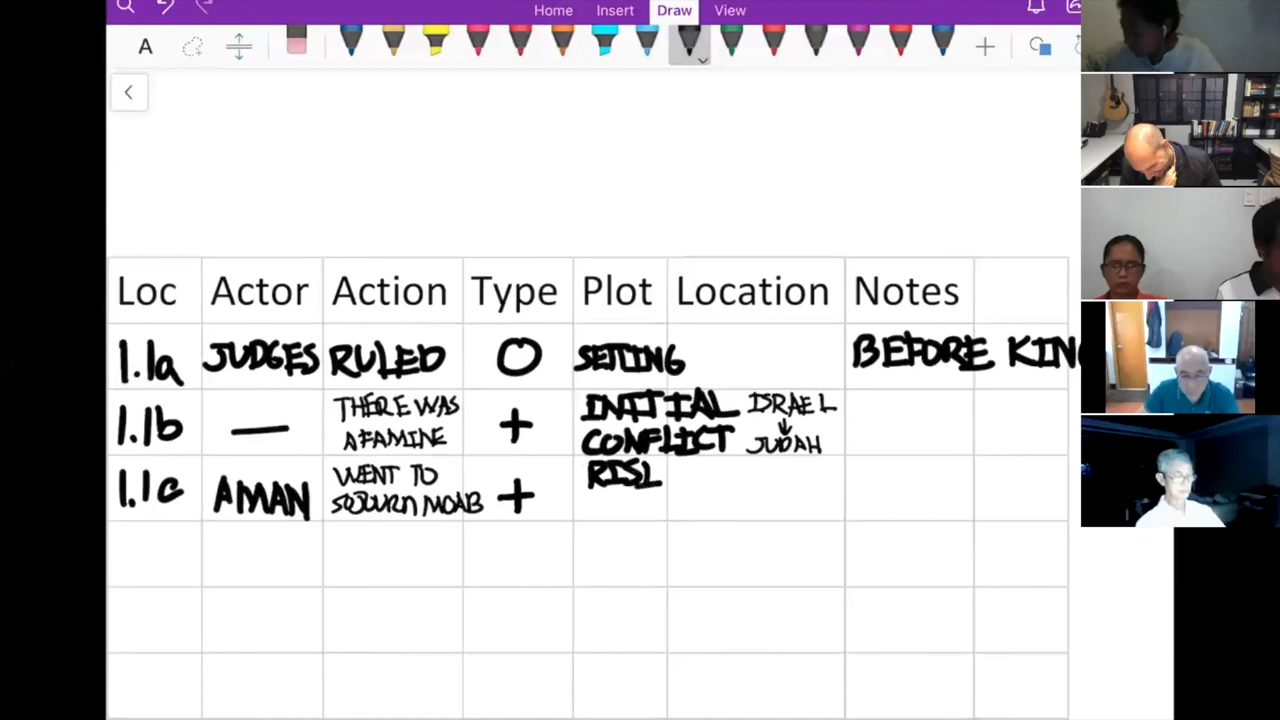 Home Insert Draw View
A
Loc Actor Action Type Plot Location Notes
1.1a JUDGES RULED O SETTING BEFORE KING
1.1b — THERE WAS A FAMINE + INITIAL CONFLICT ISRAEL ↓ JUDAH
1.1c A MAN WENT TO SOJOURN MOAB + RISL